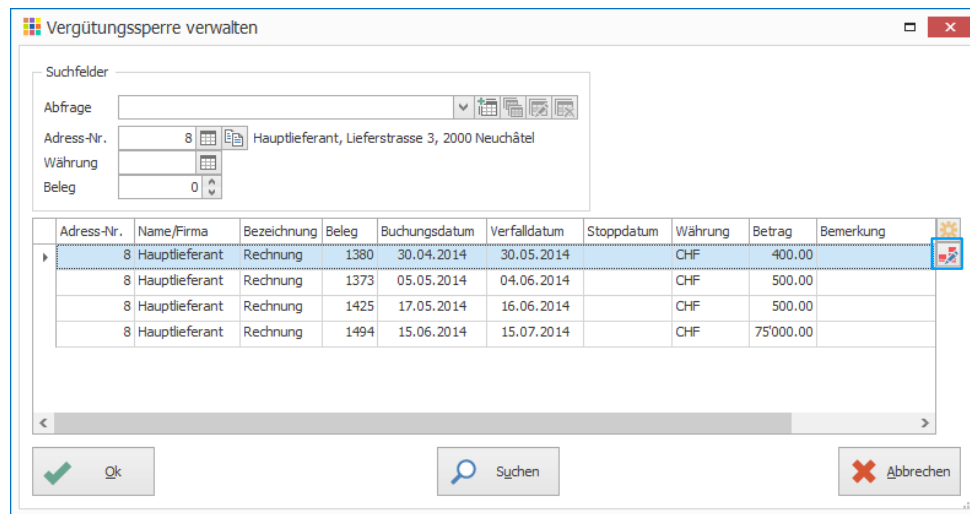 Vergütungssperre verwalten
Suchfelder
Abfrage
Adress-Nr. 8 Hauptlieferant, Lieferstrasse 3, 2000 Neuchâtel
Währung
Beleg 0
Adress-Nr. Name/Firma Bezeichnung Beleg Buchungsdatum Verfalldatum Stoppdatum Währung Betrag Bemerkung
8 Hauptlieferant Rechnung 1380 30.04.2014 30.05.2014 CHF 400.00
8 Hauptlieferant Rechnung 1373 05.05.2014 04.06.2014 CHF 500.00
8 Hauptlieferant Rechnung 1425 17.05.2014 16.06.2014 CHF 500.00
8 Hauptlieferant Rechnung 1494 15.06.2014 15.07.2014 CHF 75'000.00
Ok Suchen Abbrechen